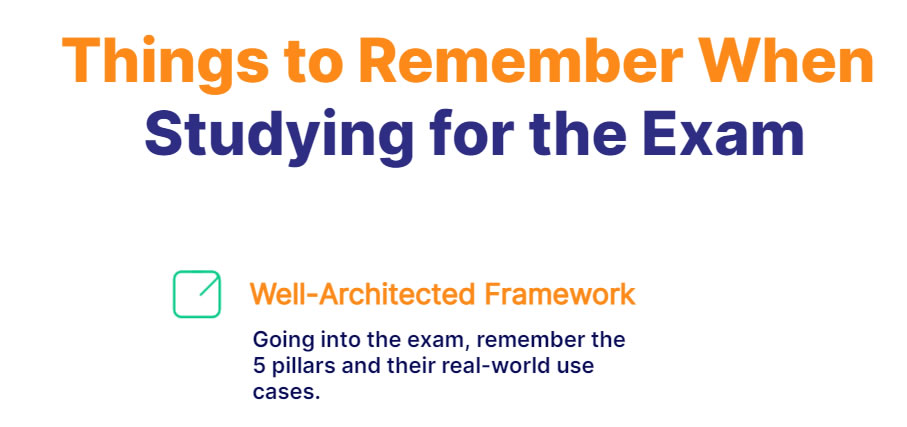 Things to Remember When
Studying for the Exam
Well-Architected Framework
Going into the exam, remember the
5 pillars and their real-world use
cases.